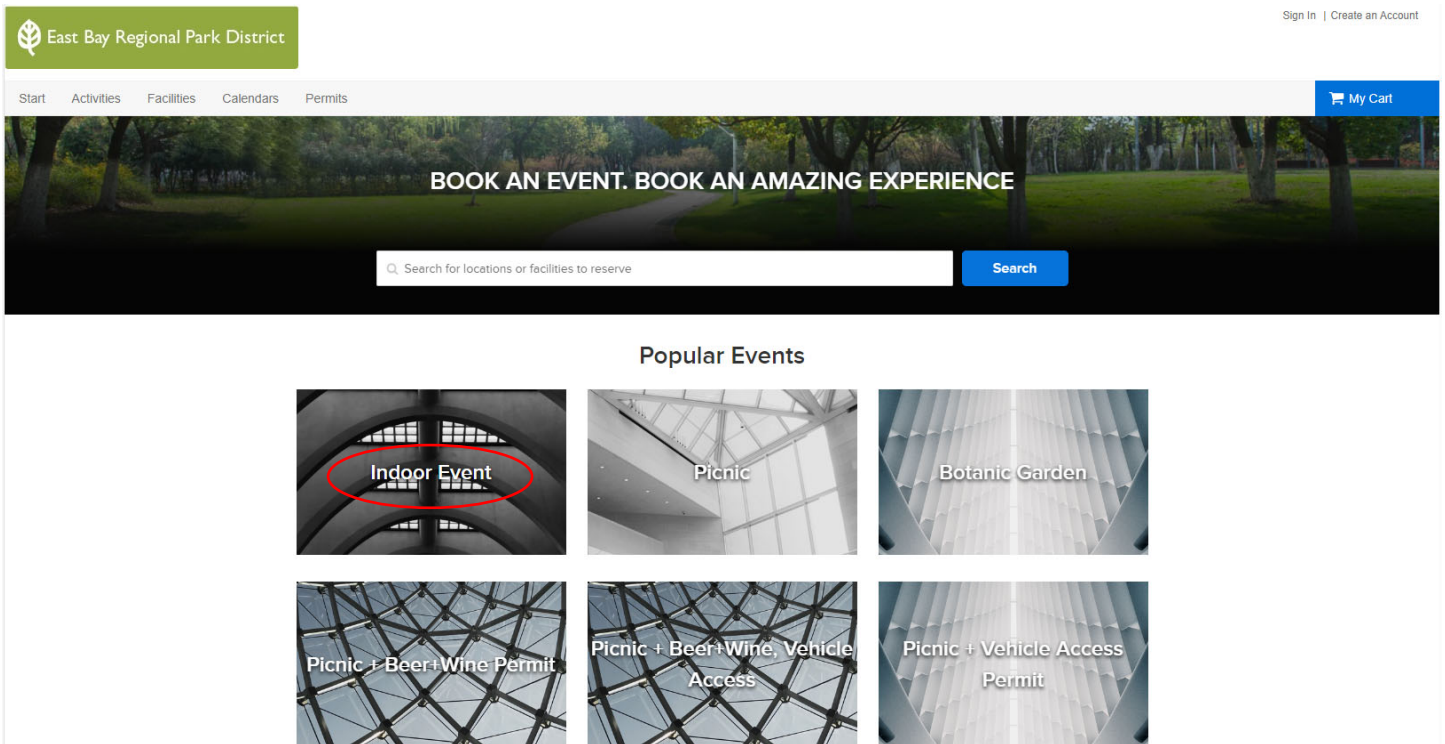 Sign In | Create an Account
East Bay Regional Park District
Start Activities Facilities Calendars Permits My Cart
BOOK AN EVENT. BOOK AN AMAZING EXPERIENCE
Search for locations or facilities to reserve Search
Popular Events
Indoor Event
Picnic
Botanic Garden
Picnic + Beer+Wine Permit
Picnic + Beer+Wine, Vehicle
Access
Picnic + Vehicle Access
Permit